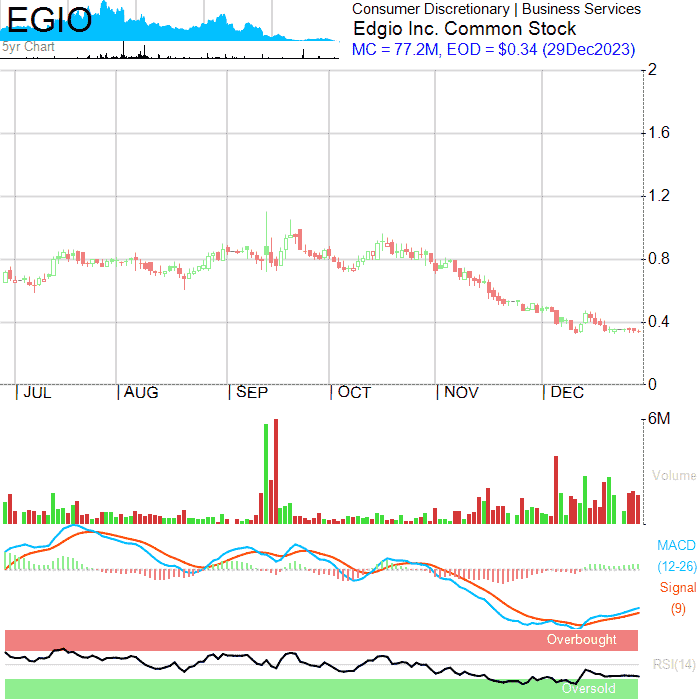 EGIO
5yr Chart
Consumer Discretionary | Business Services
Edgio Inc. Common Stock
MC = 77.2M, EOD = $0.34 (29Dec2023)
2
1.6
1.2
0.8
0.4
0
| JUL | AUG | SEP | OCT | NOV | DEC
6M
Volume
MACD
(12-26)
Signal
(9)
Overbought
RSI(14)
Oversold